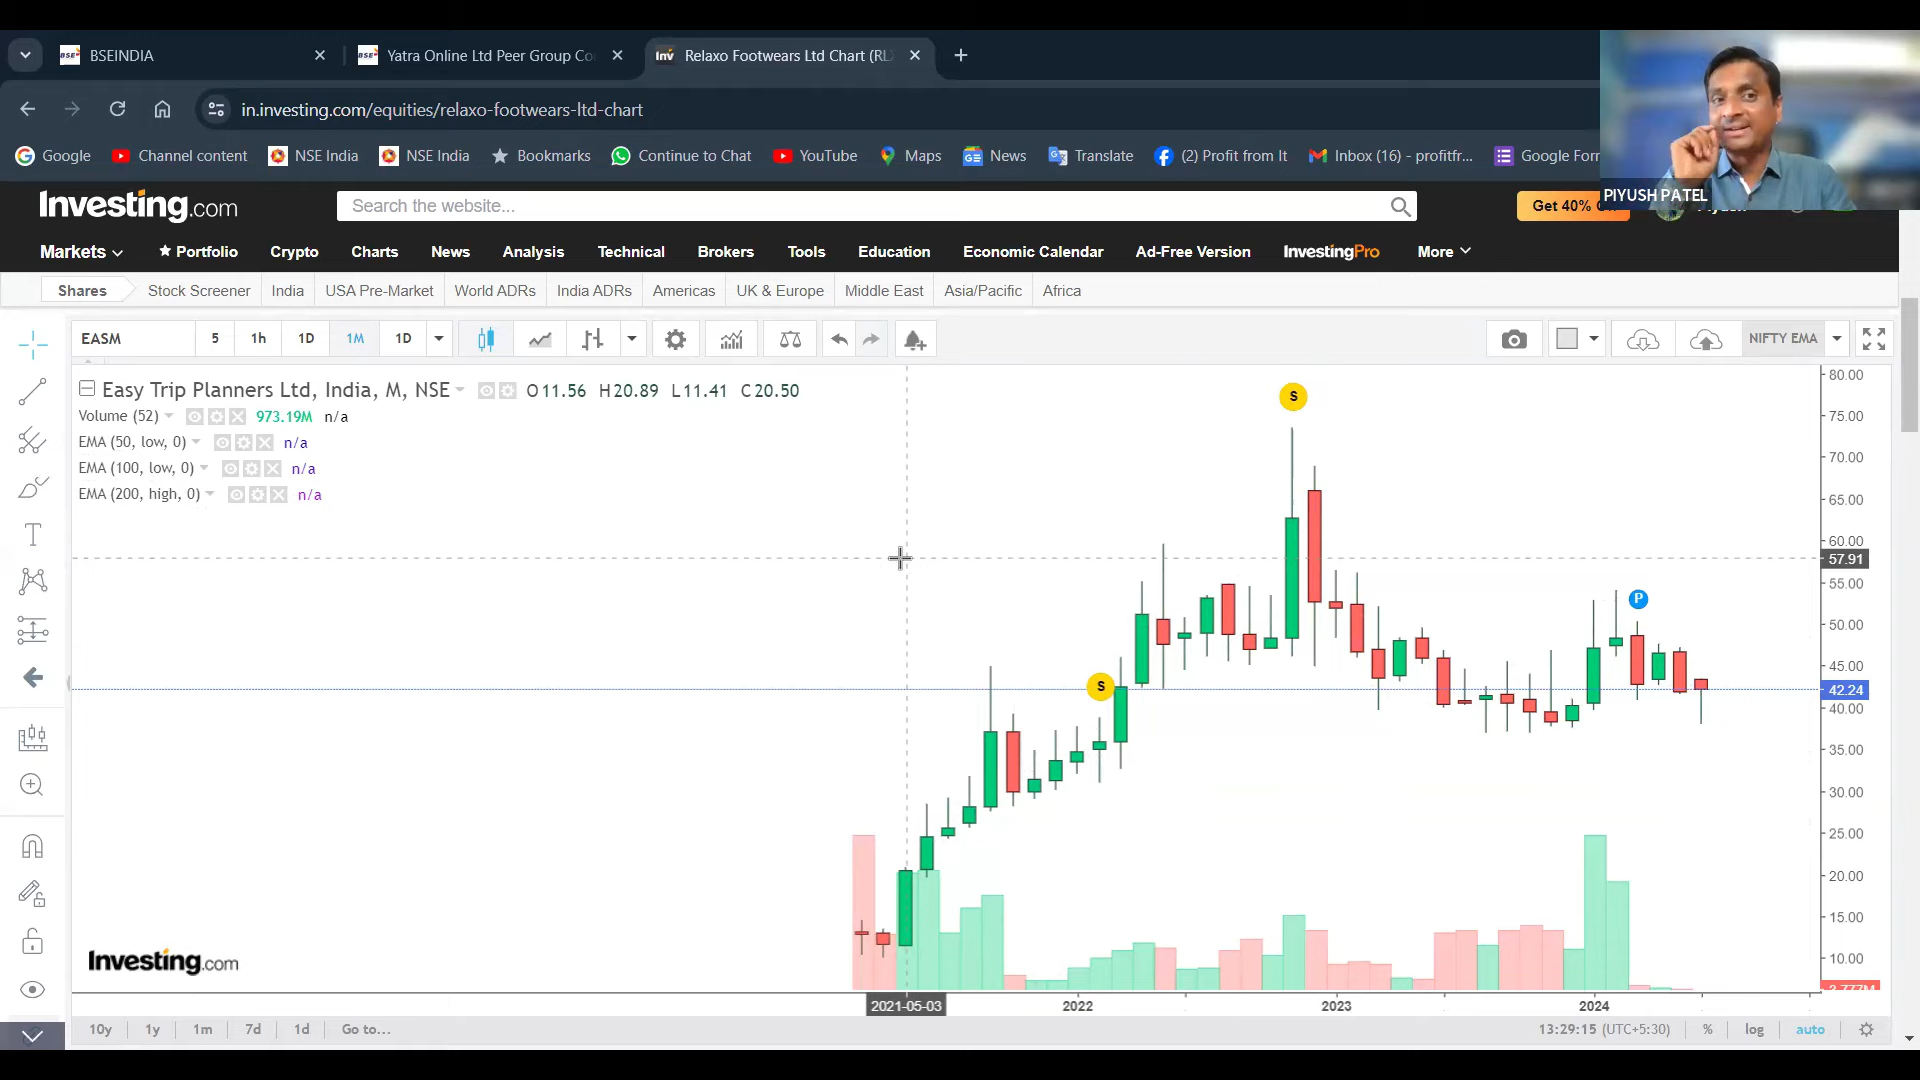 BSEINDIA
Yatra Online Ltd Peer Group Co
Relaxo Footwears Ltd Chart (RLX
in.investing.com/equities/relaxo-footwears-ltd-chart
Google Channel content NSE India NSE India Bookmarks Continue to Chat YouTube Maps News Translate (2) Profit from It Inbox (16) - profitfr... Google For
PIYUSH PATEL
Investing.com
Search the website...
Get 40%
Markets Portfolio Crypto Charts News Analysis Technical Brokers Tools Education Economic Calendar Ad-Free Version InvestingPro More
Shares Stock Screener India USA Pre-Market World ADRs India ADRs Americas UK & Europe Middle East Asia/Pacific Africa
EASM 5 1h 1D 1M 1D NIFTY EMA
Easy Trip Planners Ltd, India, M, NSE O11.56 H20.89 L11.41 C20.50
Volume (52) 973.19M n/a
EMA (50, low, 0) n/a
EMA (100, low, 0) n/a
EMA (200, high, 0) n/a
S
S
P
80.00
75.00
70.00
65.00
60.00
57.91
55.00
50.00
45.00
42.24
40.00
35.00
30.00
25.00
20.00
15.00
10.00
Investing.com
2021-05-03 2022 2023 2024
10y 1y 1m 7d 1d Go to... 13:29:15 (UTC+5:30) % log auto